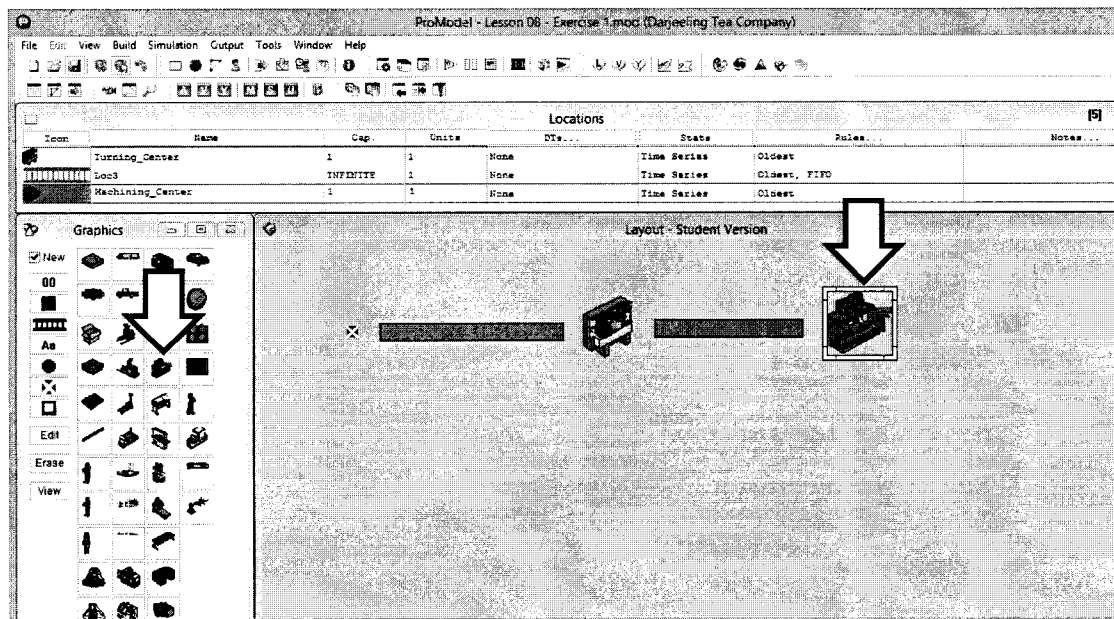 ProModel - Lesson 08 - Exercise 1.mod (Darjeeling Tea Company)
File Edit View Build Simulation Output Tools Window Help
Locations [5]
Icon Name Cap. Units DTs... Stats Rules... Notes...
Turning_Center 1 1 None Time Series Oldest
Loc3 INFINITE 1 None Time Series Oldest, FIFO
Machining_Center 1 1 None Time Series Oldest
Graphics
Layout - Student Version
New
00
Aa
Edit
Erase
View